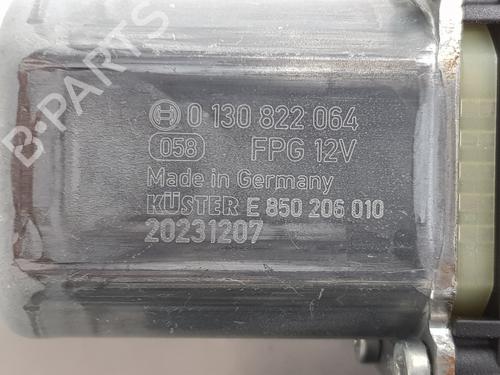 B-PARTS
0 130 822 064
058 FPG 12V
Made in Germany
KÜSTER E 850 206 010
20231207